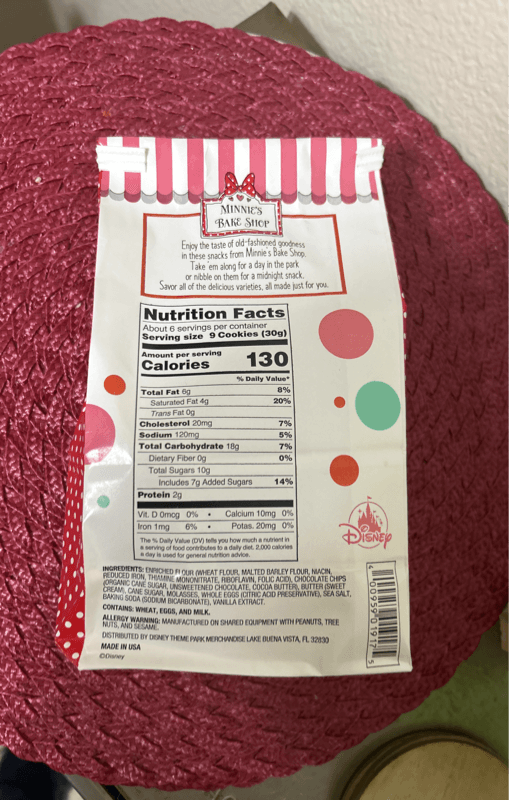 MINNIE'S
BAKE SHOP
Enjoy the taste of old-fashioned goodness
in these snacks from Minnie's Bake Shop.
Take 'em along for a day in the park
or nibble on them for a midnight snack.
Savor all of the delicious varieties, all made just for you.
Nutrition Facts
About 6 servings per container
Serving size 9 Cookies (30g)
Amount per serving
Calories 130
% Daily Value*
Total Fat 6g 8%
Saturated Fat 4g 20%
Trans Fat 0g
Cholesterol 20mg 7%
Sodium 120mg 5%
Total Carbohydrate 18g 7%
Dietary Fiber 0g 0%
Total Sugars 10g
Includes 7g Added Sugars 14%
Protein 2g
Vit. D 0mcg 0% • Calcium 10mg 0%
Iron 1mg 6% • Potas. 20mg 0%
*The % Daily Value (DV) tells you how much a nutrient in
a serving of food contributes to a daily diet. 2,000 calories
a day is used for general nutrition advice.
Disney
INGREDIENTS: ENRICHED FLOUR (WHEAT FLOUR, MALTED BARLEY FLOUR, NIACIN,
REDUCED IRON, THIAMINE MONONITRATE, RIBOFLAVIN, FOLIC ACID), CHOCOLATE CHIPS
(ORGANIC CANE SUGAR, UNSWEETENED CHOCOLATE, COCOA BUTTER), BUTTER (SWEET
CREAM), CANE SUGAR, MOLASSES, WHOLE EGGS (CITRIC ACID PRESERVATIVE), SEA SALT,
BAKING SODA (SODIUM BICARBONATE), VANILLA EXTRACT.
CONTAINS: WHEAT, EGGS, AND MILK.
ALLERGY WARNING: MANUFACTURED ON SHARED EQUIPMENT WITH PEANUTS, TREE
NUTS, AND SESAME.
DISTRIBUTED BY DISNEY THEME PARK MERCHANDISE LAKE BUENA VISTA, FL 32830
MADE IN USA
©Disney
4 00959 01917 5